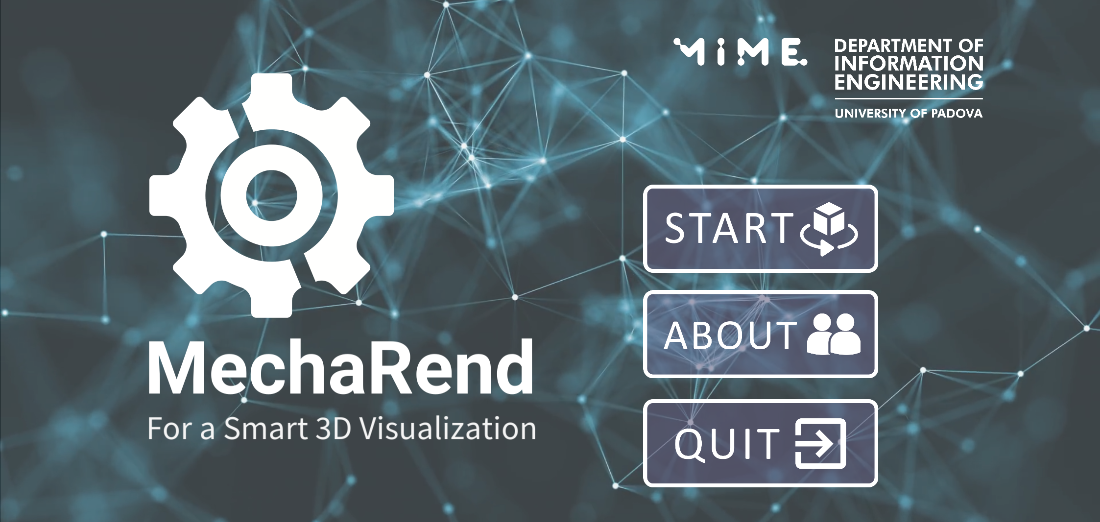 MIME.
DEPARTMENT OF
INFORMATION
ENGINEERING
UNIVERSITY OF PADOVA
MechaRend
For a Smart 3D Visualization
START
ABOUT
QUIT